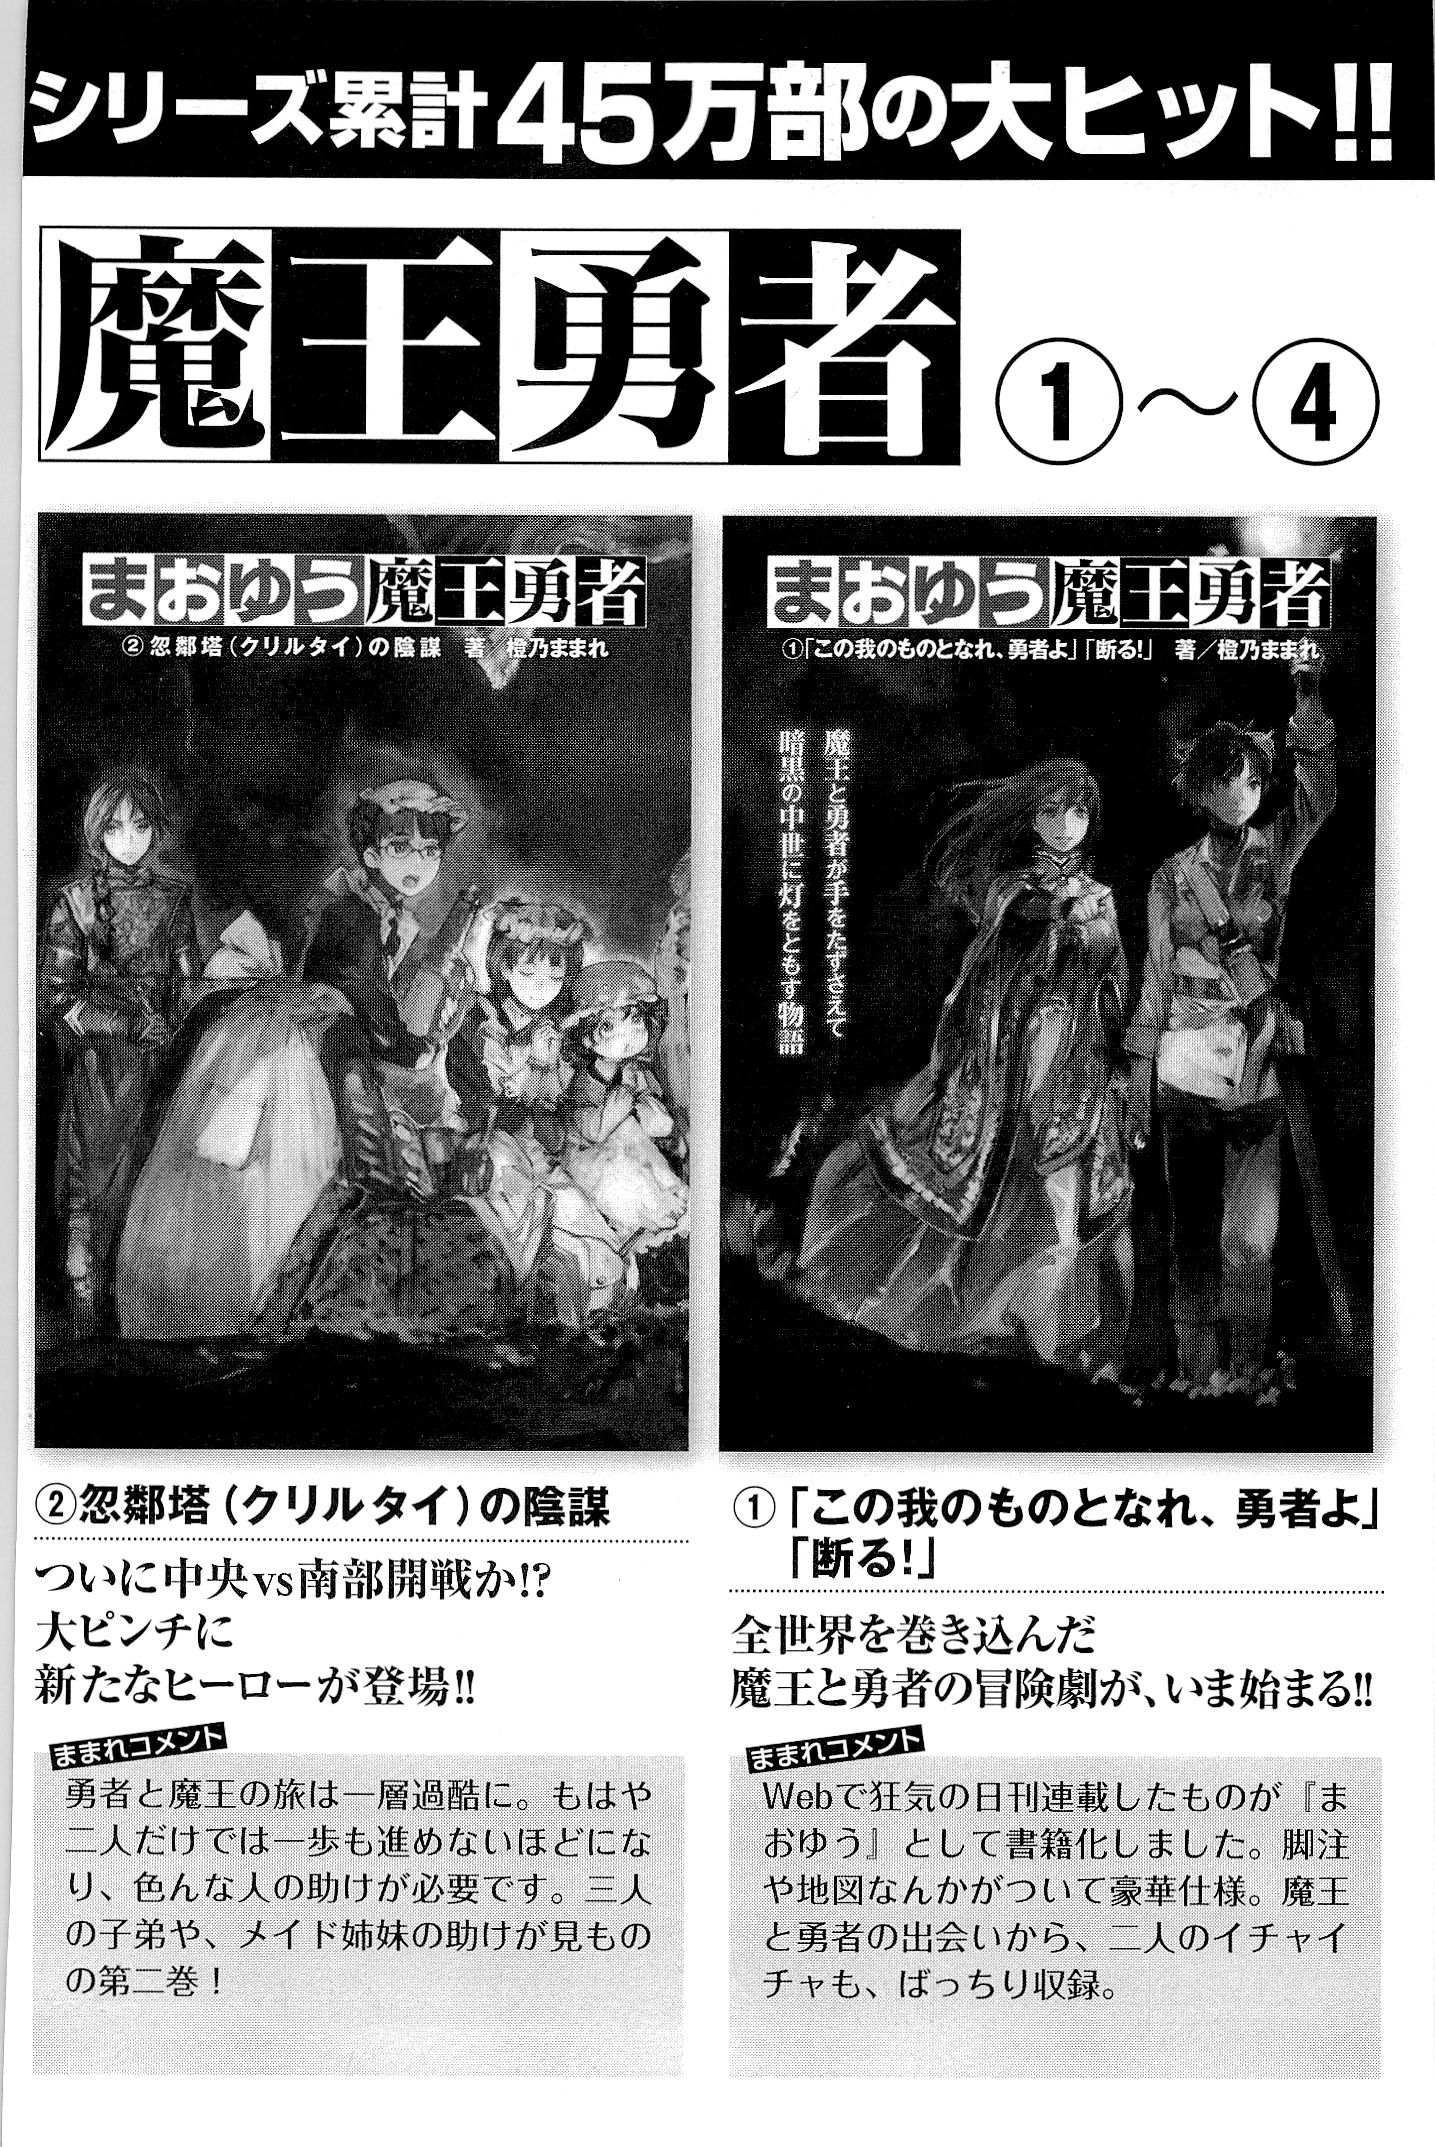 シリーズ累計45万部の大ヒット!!
魔王勇者 ①〜④
まおゆう魔王勇者
①「この我のものとなれ、勇者よ」「断る!」 著／橙乃ままれ
魔王と勇者が手をたずさえて
暗黒の中世に灯をともす物語
①「この我のものとなれ、勇者よ」
「断る!」
全世界を巻き込んだ
魔王と勇者の冒険劇が、いま始まる!!
ままれコメント
Webで狂気の日刊連載したものが『ま
おゆう』として書籍化しました。脚注
や地図なんかがついて豪華仕様。魔王
と勇者の出会いから、二人のイチャイ
チャも、ばっちり収録。
まおゆう魔王勇者
②忽鄰塔（クリルタイ）の陰謀 著／橙乃ままれ
②忽鄰塔（クリルタイ）の陰謀
ついに中央vs南部開戦か!?
大ピンチに
新たなヒーローが登場!!
ままれコメント
勇者と魔王の旅は一層過酷に。もはや
二人だけでは一歩も進めないほどにな
り、色んな人の助けが必要です。三人
の子弟や、メイド姉妹の助けが見もの
の第二巻！